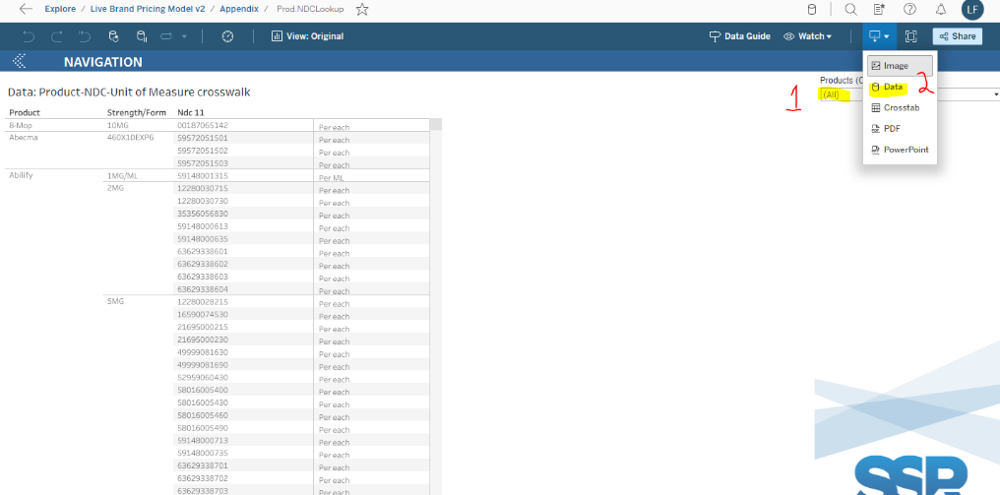 Explore / Live Brand Pricing Model v2 / Appendix / Prod.NDCLookup
LF
View: Original
Data Guide
Watch
Share
NAVIGATION
Image
Data
Crosstab
PDF
PowerPoint
Products (C
(All)
1
2
Data: Product-NDC-Unit of Measure crosswalk
Product Strength/Form Ndc 11
8-Mop 10MG 00187065142 Per each
Abecma 460X10EXP6 59572051501 Per each
59572051502 Per each
59572051503 Per each
Abilify 1MG/ML 59148001315 Per ML
2MG 12280030715 Per each
12280030730 Per each
35356056830 Per each
59148000613 Per each
59148000635 Per each
63629338601 Per each
63629338602 Per each
63629338603 Per each
63629338604 Per each
5MG 12280028215 Per each
16590074530 Per each
21695000215 Per each
21695000230 Per each
49999081630 Per each
49999081690 Per each
52959060430 Per each
58016005400 Per each
58016005430 Per each
58016005460 Per each
58016005490 Per each
59148000713 Per each
59148000735 Per each
63629338701 Per each
63629338702 Per each
63629338703 Per each
SSR